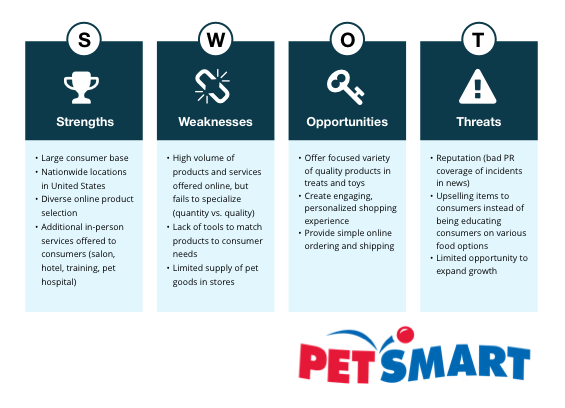 S
Strengths
• Large consumer base
• Nationwide locations
in United States
• Diverse online product
selection
• Additional in-person
services offered to
consumers (salon,
hotel, training, pet
hospital)
W
Weaknesses
• High volume of
products and services
offered online, but
fails to specialize
(quantity vs. quality)
• Lack of tools to match
products to consumer
needs
• Limited supply of pet
goods in stores
O
Opportunities
• Offer focused variety
of quality products in
treats and toys
• Create engaging,
personalized shopping
experience
• Provide simple online
ordering and shipping
T
Threats
• Reputation (bad PR
coverage of incidents
in news)
• Upselling items to
consumers instead of
being educating
consumers on various
food options
• Limited opportunity to
expand growth
PETSMART